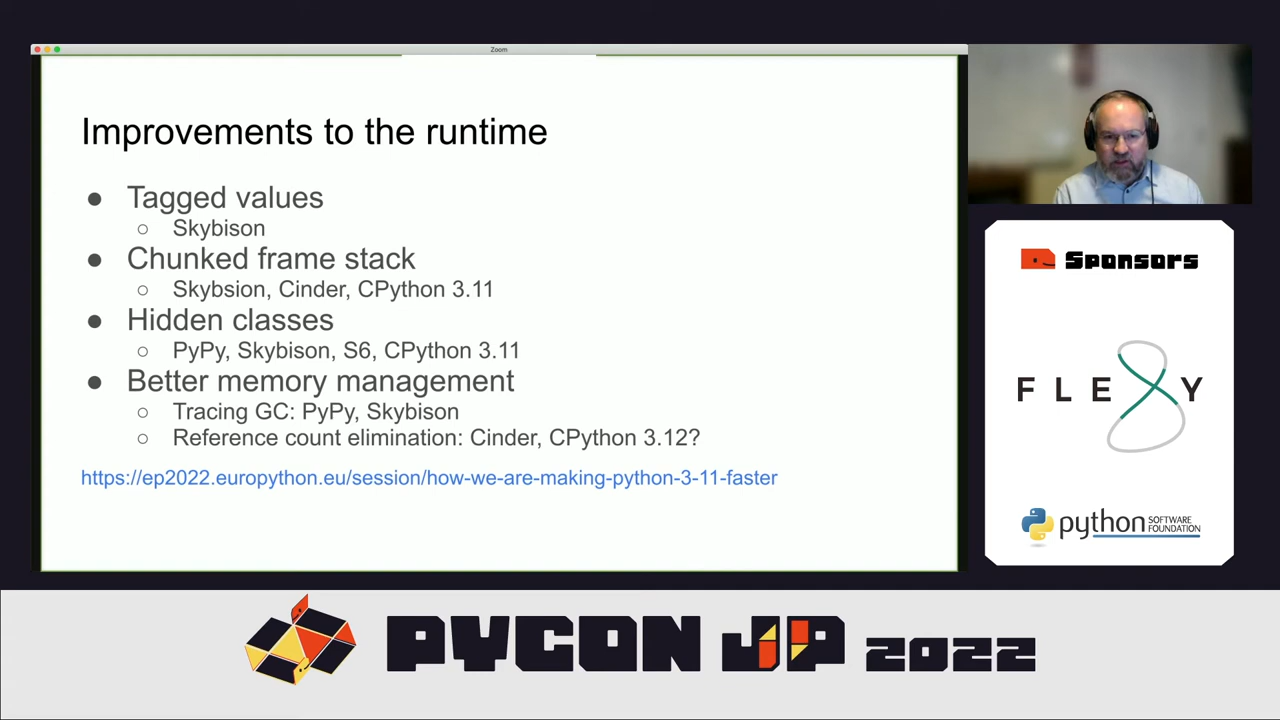 Zoom
Improvements to the runtime
● Tagged values
○ Skybison
● Chunked frame stack
○ Skybsion, Cinder, CPython 3.11
● Hidden classes
○ PyPy, Skybison, S6, CPython 3.11
● Better memory management
○ Tracing GC: PyPy, Skybison
○ Reference count elimination: Cinder, CPython 3.12?
https://ep2022.europython.eu/session/how-we-are-making-python-3-11-faster
Sponsors
FLE8Y
python SOFTWARE
FOUNDATION
PYCON JP 2022